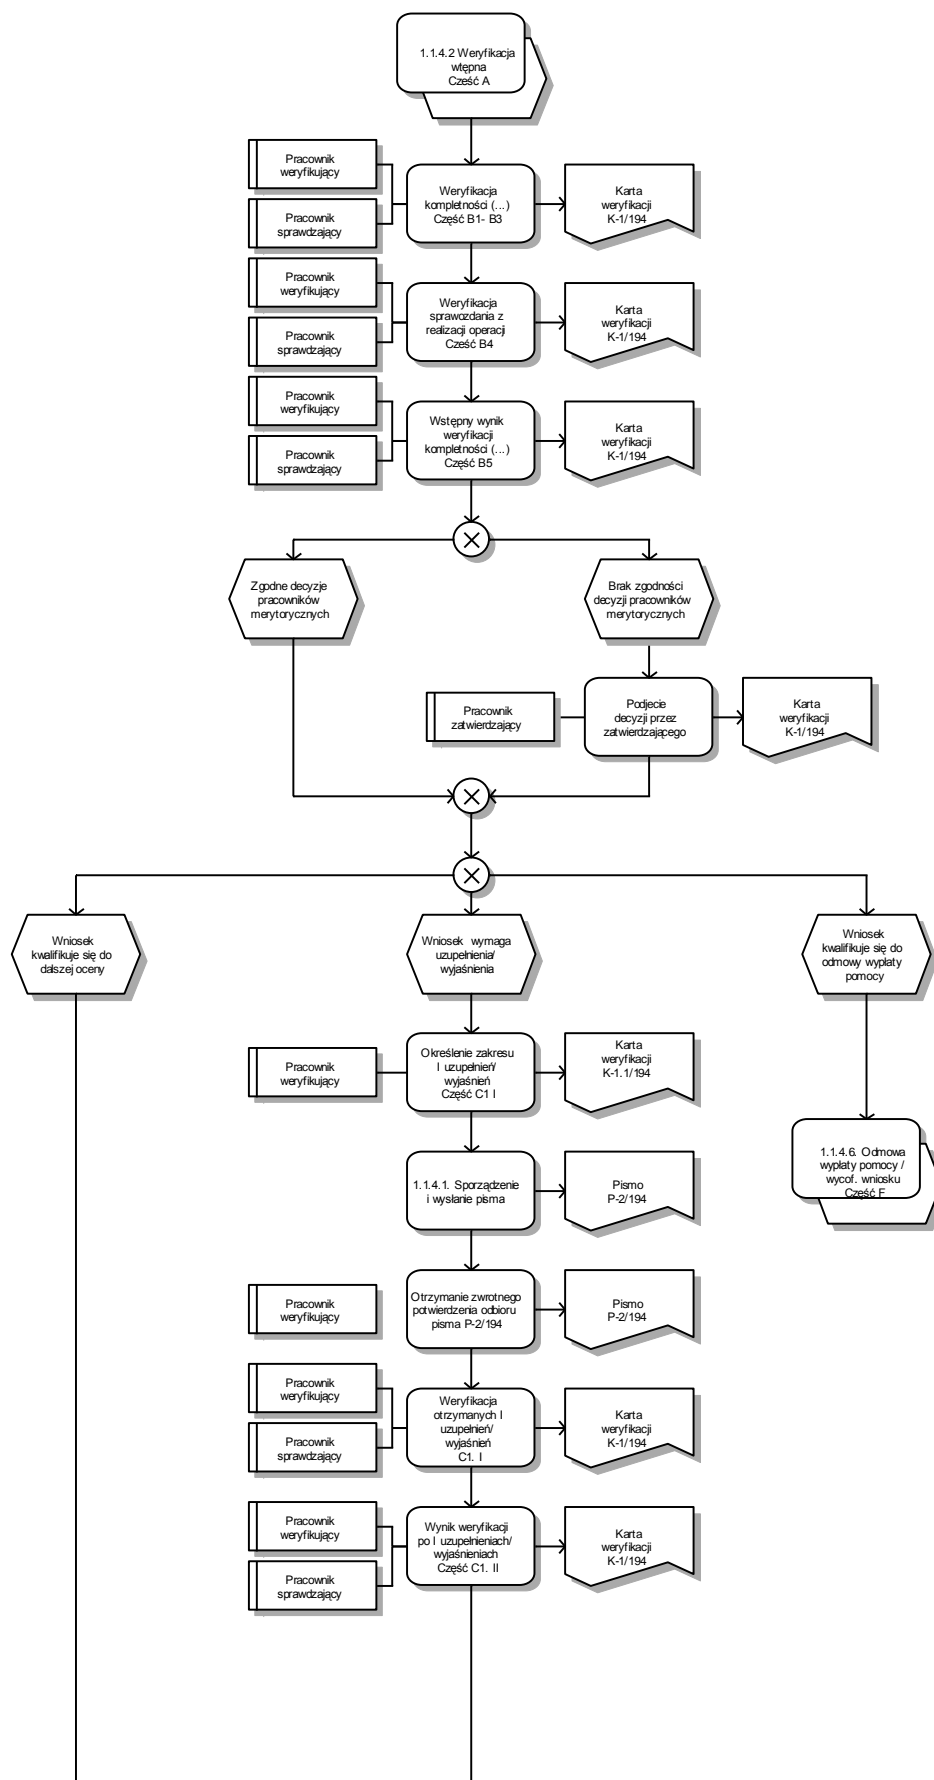 1.1.4.2 Weryfikacja
wtępna
Cześć A
Pracownik
weryfikujący
Pracownik
sprawdzający
Weryfikacja
kompletności (...)
Część B1- B3
Karta
weryfikacji
K-1/194
Pracownik
weryfikujący
Pracownik
sprawdzający
Weryfikacja
sprawozdania z
realizacji operacji
Cześć B4
Karta
weryfikacji
K-1/194
Pracownik
weryfikujący
Pracownik
sprawdzający
Wstępny wynik
weryfikacji
kompletności (...)
Część B5
Karta
weryfikacji
K-1/194
Zgodne decyzje
pracowników
merytorycznych
Brak zgodności
decyzji pracowników
merytorycznych
Pracownik
zatwierdzający
Podjecie
decyzji przez
zatwierdzającego
Karta
weryfikacji
K-1/194
Wniosek
kwalifikuje się do
dalszej oceny
Wniosek wymaga
uzupełnienia/
wyjaśnienia
Wniosek
kwalifikuje się do
odmowy wypłaty
pomocy
Pracownik
weryfikujący
Określenie zakresu
I uzupełnień/
wyjaśnień
Część C1 I
Karta
weryfikacji
K-1.1/194
1.1.4.1. Sporządzenie
i wysłanie pisma
Pismo
P-2/194
1.1.4.6. Odmowa
wypłaty pomocy /
wycof. wniosku
Część F
Pracownik
weryfikujący
Otrzymanie zwrotnego
potwierdzenia odbioru
pisma P-2/194
Pismo
P-2/194
Pracownik
weryfikujący
Pracownik
sprawdzający
Weryfikacja
otrzymanych I
uzupełnień/
wyjaśnień
C1. I
Karta
weryfikacji
K-1/194
Pracownik
weryfikujący
Pracownik
sprawdzający
Wynik weryfikacji
po I uzupełnieniach/
wyjaśnieniach
Część C1. II
Karta
weryfikacji
K-1/194